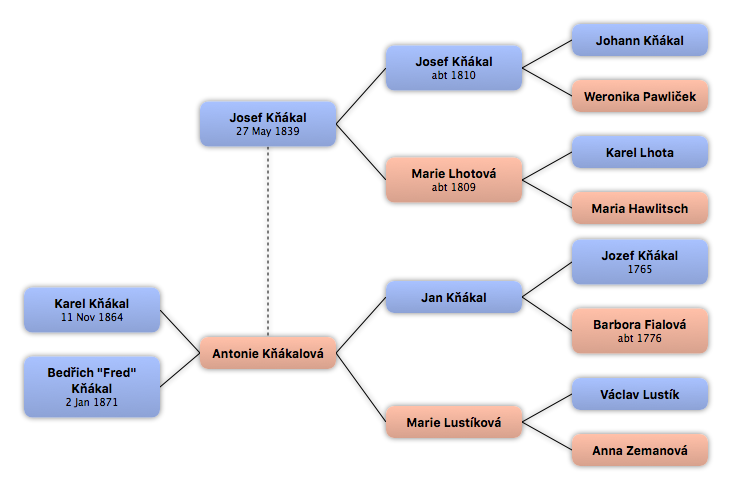 Johann Kňákal
Josef Kňákal
abt 1810
Weronika Pawliček
Josef Kňákal
27 May 1839
Karel Lhota
Marie Lhotová
abt 1809
Maria Hawlitsch
Jozef Kňákal
1765
Karel Kňákal
11 Nov 1864
Jan Kňákal
Barbora Fialová
abt 1776
Antonie Kňákalová
Bedřich "Fred"
Kňákal
2 Jan 1871
Václav Lustík
Marie Lustíková
Anna Zemanová